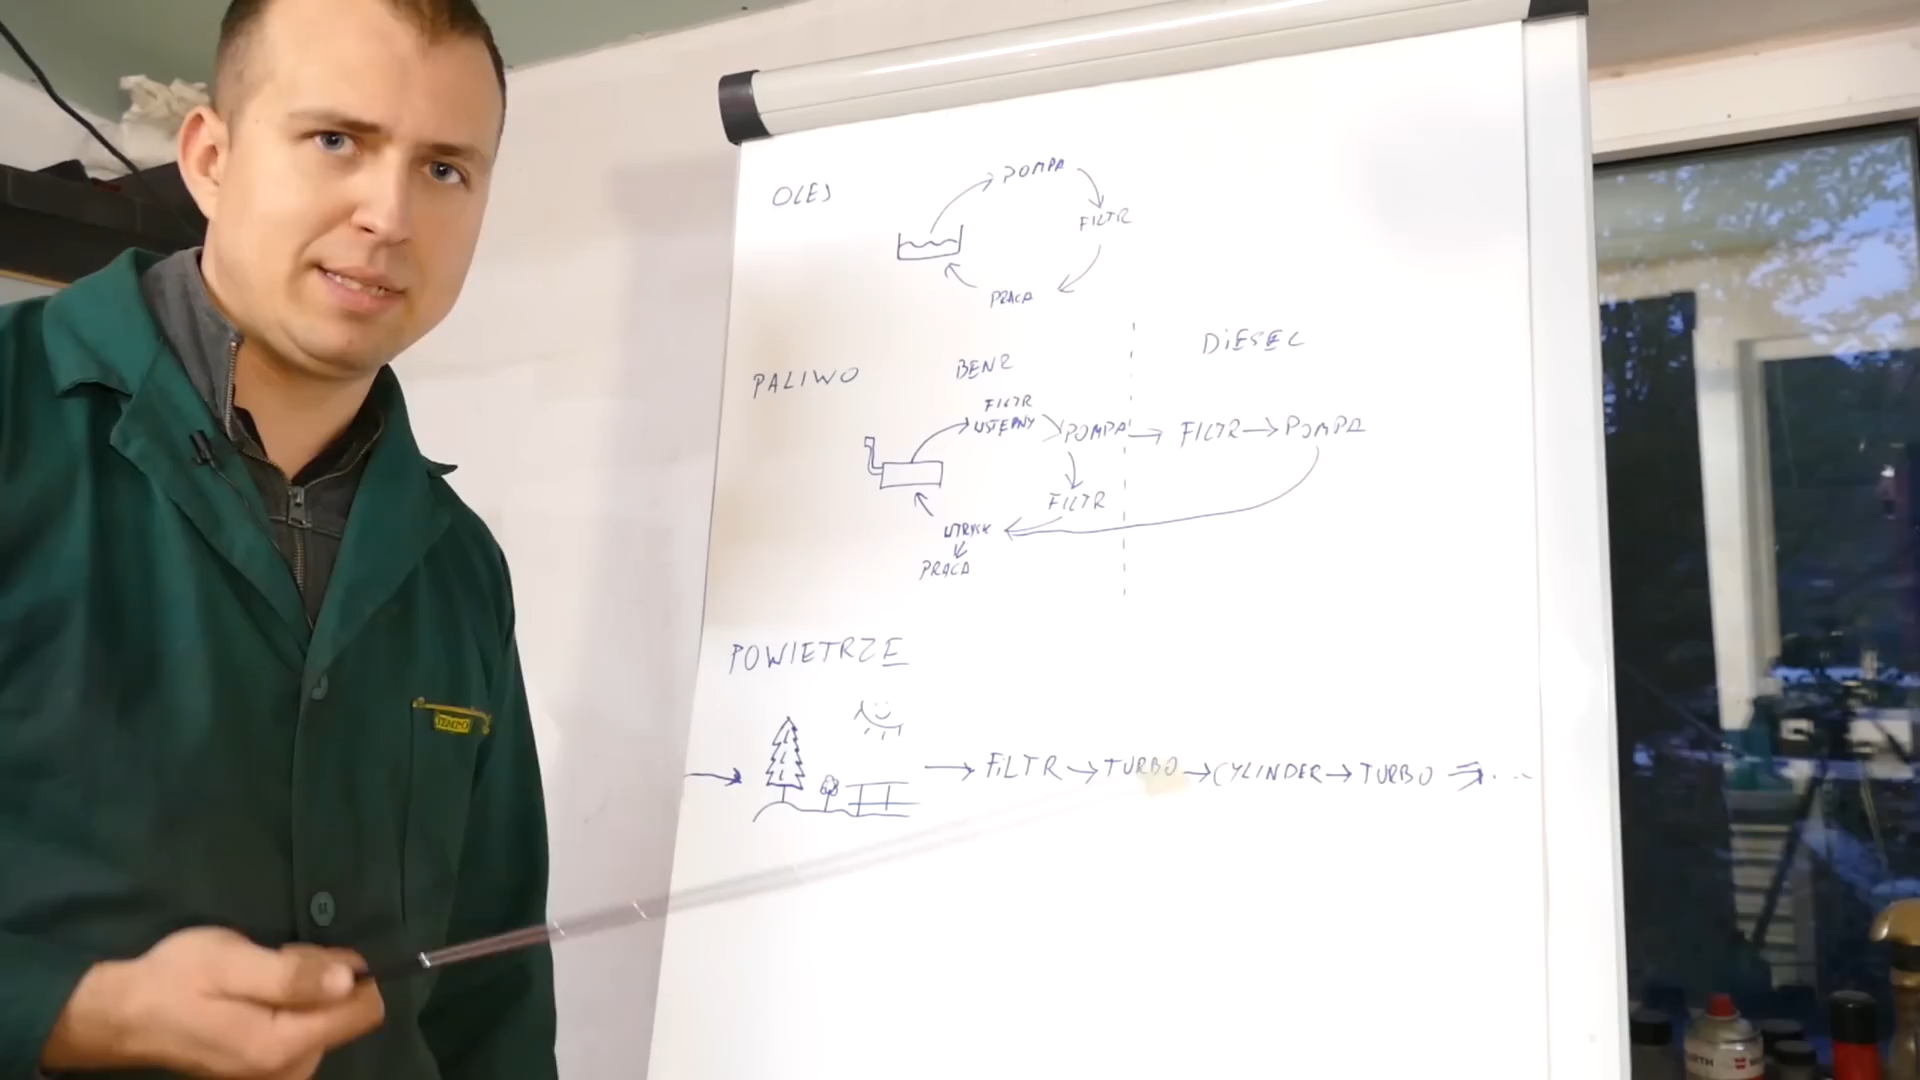 OLEJ
POMPA
FILTR
PRACA
PALIWO
BENZ
DIESEL
FILTR
WSTĘPNY
POMPA
FILTR
POMPA
FILTR
WTRYSK
PRACA
POWIETRZE
FILTR
TURBO
CYLINDER
TURBO
TEMPO